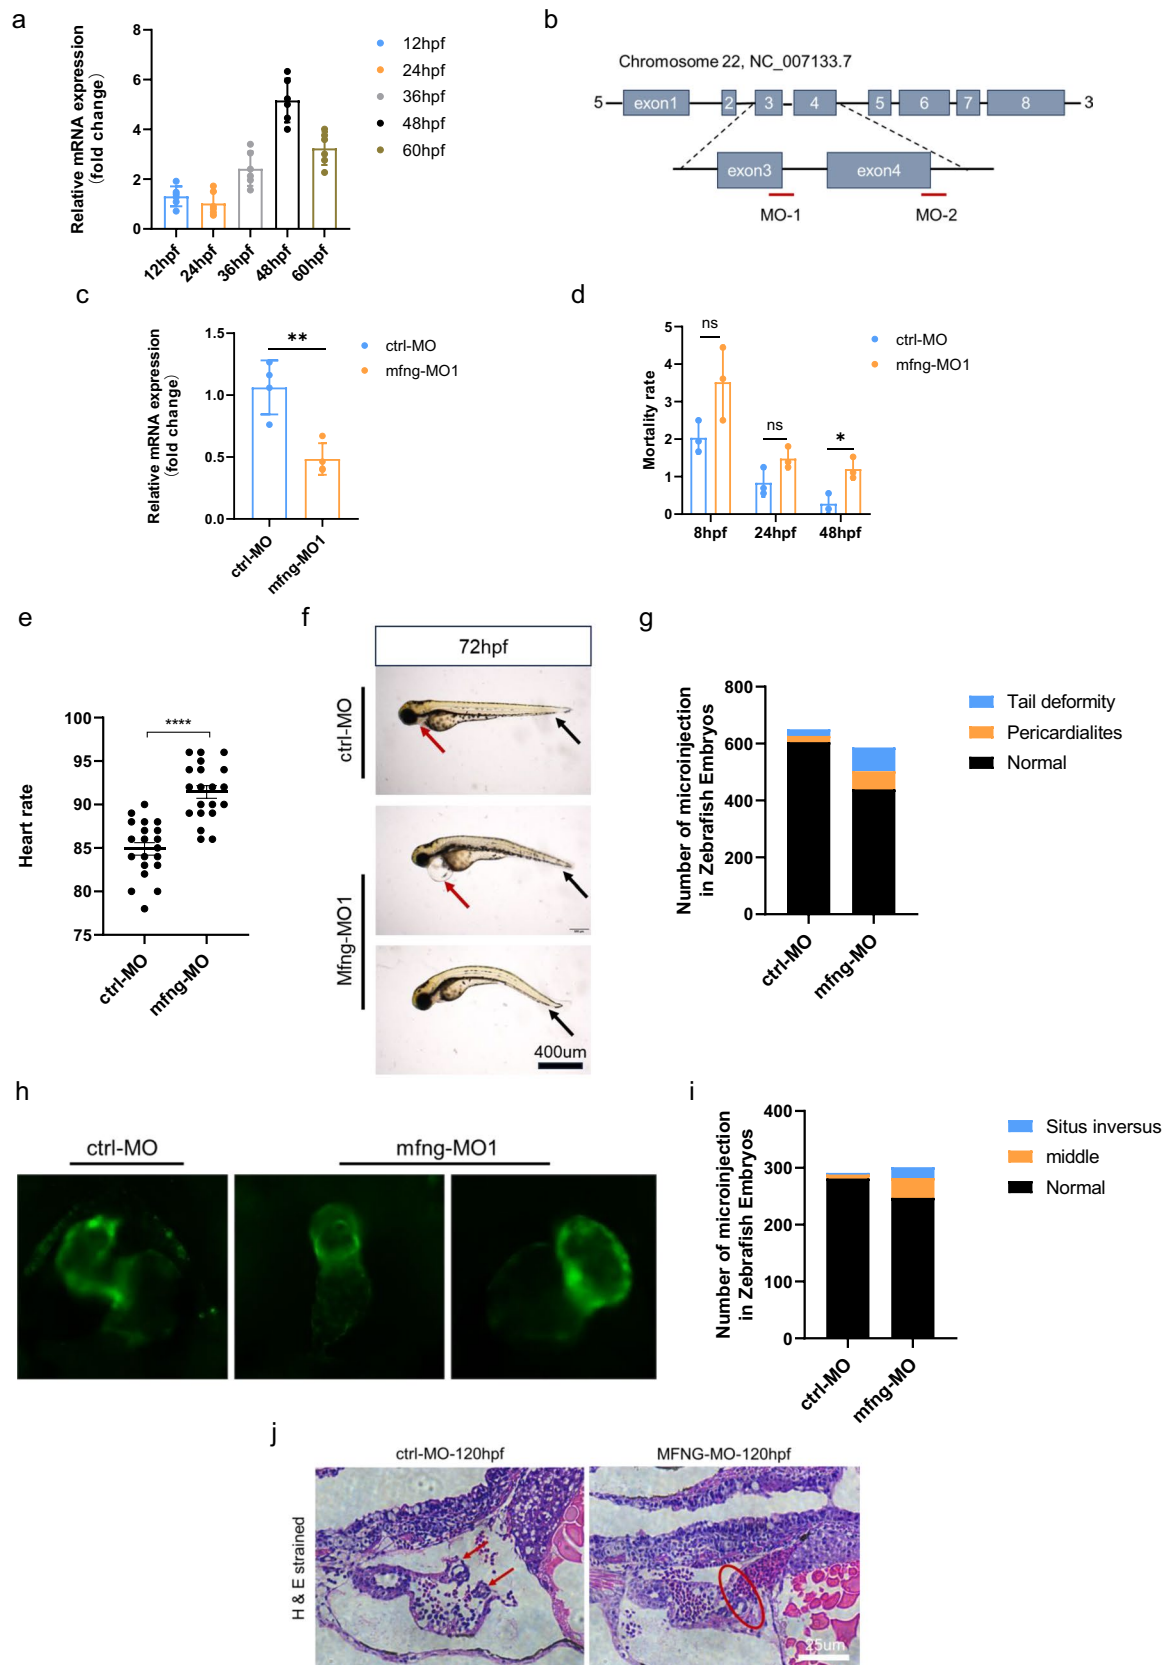 a
Relative mRNA expression
(fold change)
8
6
4
2
0
12hpf
24hpf
36hpf
48hpf
60hpf
12hpf
24hpf
36hpf
48hpf
60hpf
b
Chromosome 22, NC_007133.7
5
exon1
2
3
4
5
6
7
8
3
exon3
exon4
MO-1
MO-2
c
Relative mRNA expression
(fold change)
1.5
1.0
0.5
0.0
**
ctrl-MO
mfng-MO1
ctrl-MO
mfng-MO1
d
Mortality rate
5
4
3
2
1
0
ns
ns
*
8hpf
24hpf
48hpf
ctrl-MO
mfng-MO1
e
Heart rate
100
95
90
85
80
75
****
ctrl-MO
mfng-MO
f
72hpf
ctrl-MO
Mfng-MO1
400um
g
Number of microinjection
in Zebrafish Embryos
800
600
400
200
0
ctrl-MO
mfng-MO
Tail deformity
Pericardialites
Normal
h
ctrl-MO
mfng-MO1
i
Number of microinjection
in Zebrafish Embryos
400
300
200
100
0
ctrl-MO
mfng-MO
Situs inversus
middle
Normal
j
ctrl-MO-120hpf
MFNG-MO-120hpf
H & E strained
25um